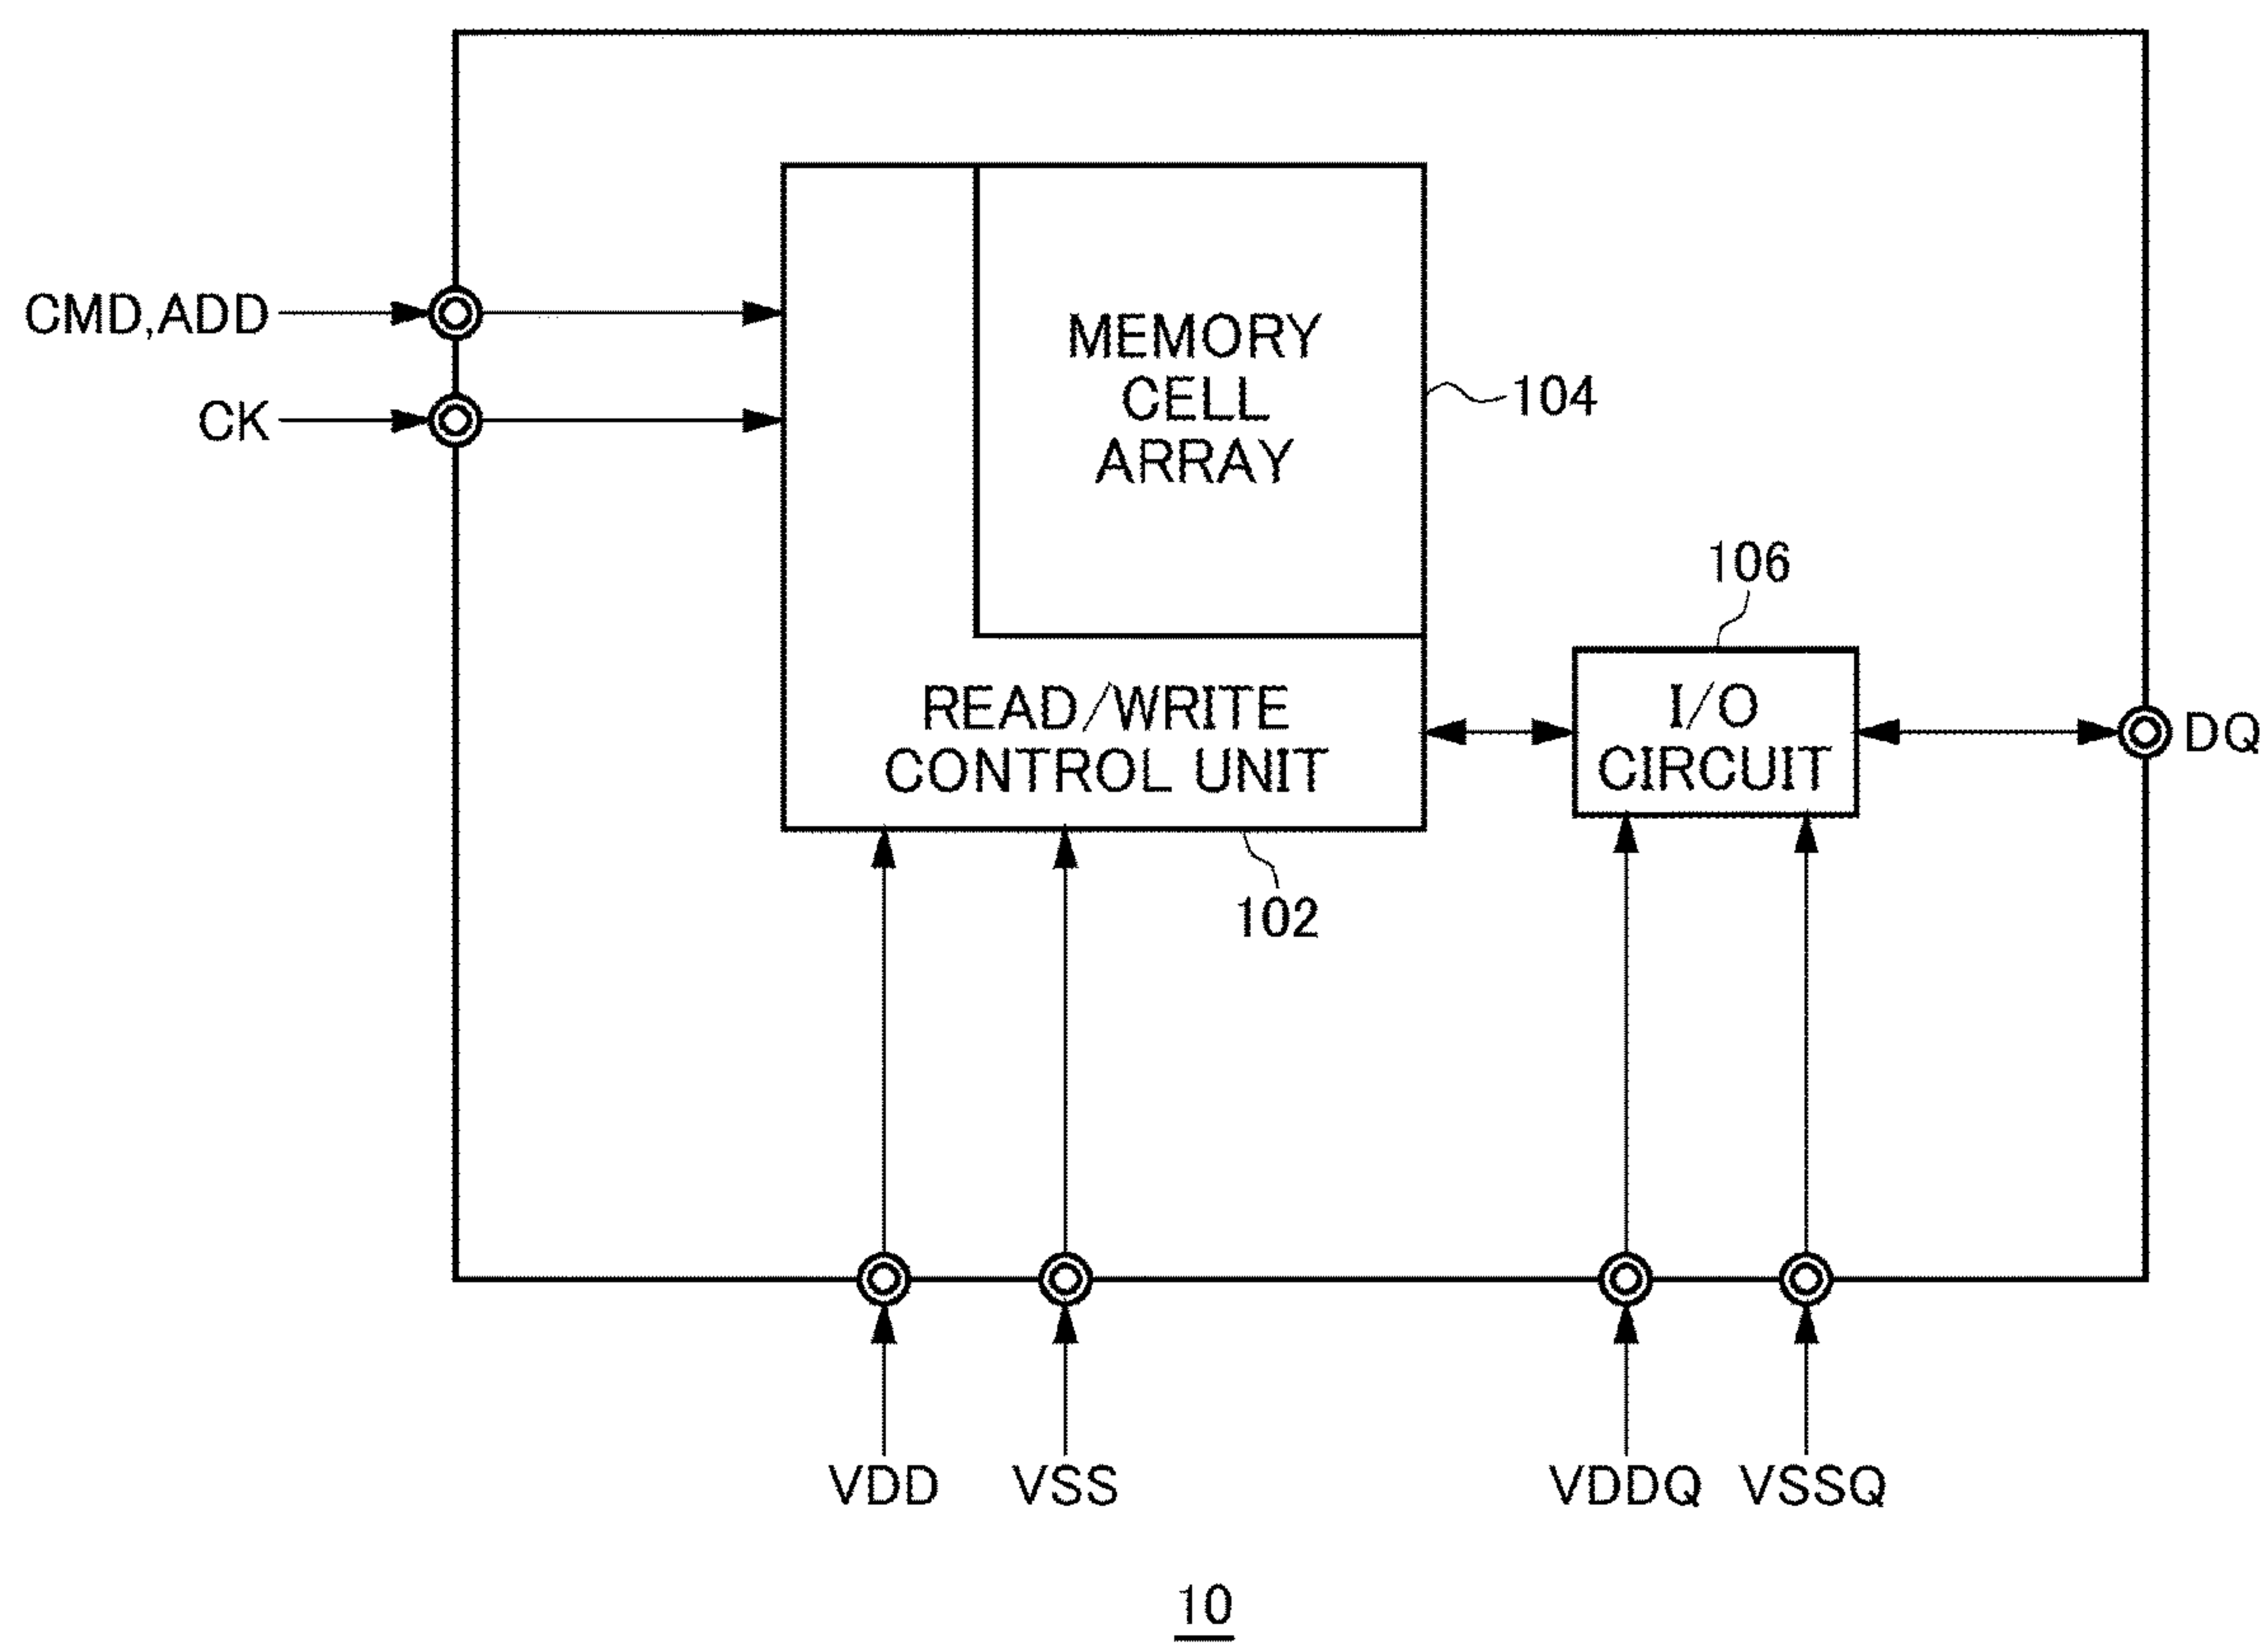 CMD,ADD
CK
MEMORY
CELL
ARRAY
104
106
READ/WRITE
CONTROL UNIT
I/O
CIRCUIT
DQ
102
VDD
VSS
VDDQ
VSSQ
10